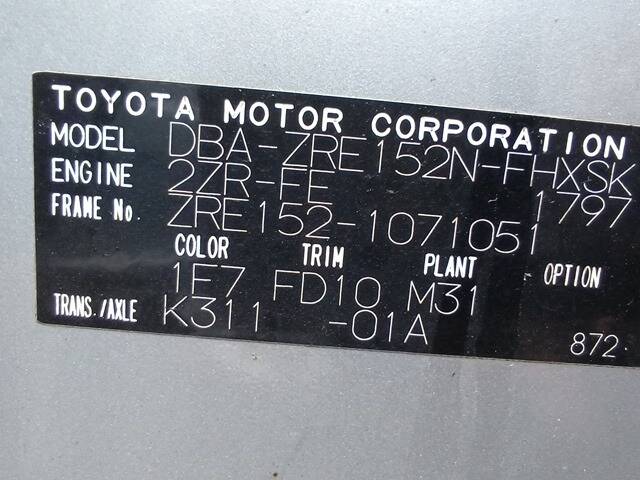 TOYOTA MOTOR CORPORATION
MODEL DBA-ZRE152N-FHXSK
ENGINE 2ZR-FE 1797
FRAME No. ZRE152-1071051
COLOR TRIM PLANT OPTION
1F7 FD10 M31
TRANS./AXLE K311 -01A
872